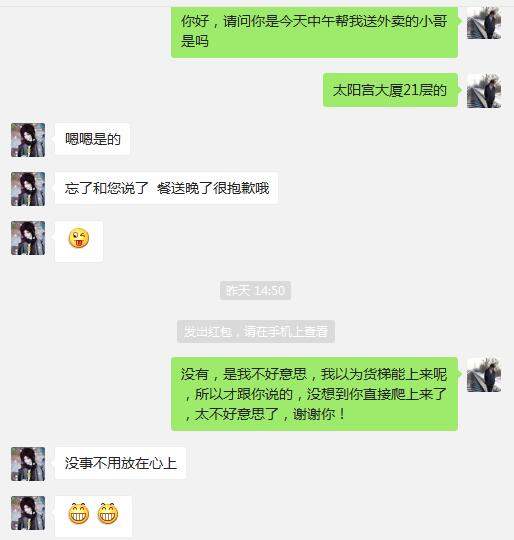 你好，请问你是今天中午帮我送外卖的小哥
是吗
太阳宫大厦21层的
嗯嗯是的
忘了和您说了 餐送晚了很抱歉哦
昨天 14:50
发出红包，请在手机上查看
没有，是我不好意思，我以为货梯能上来呢
，所以才跟你说的，没想到你直接爬上来了
，太不好意思了，谢谢你！
没事不用放在心上